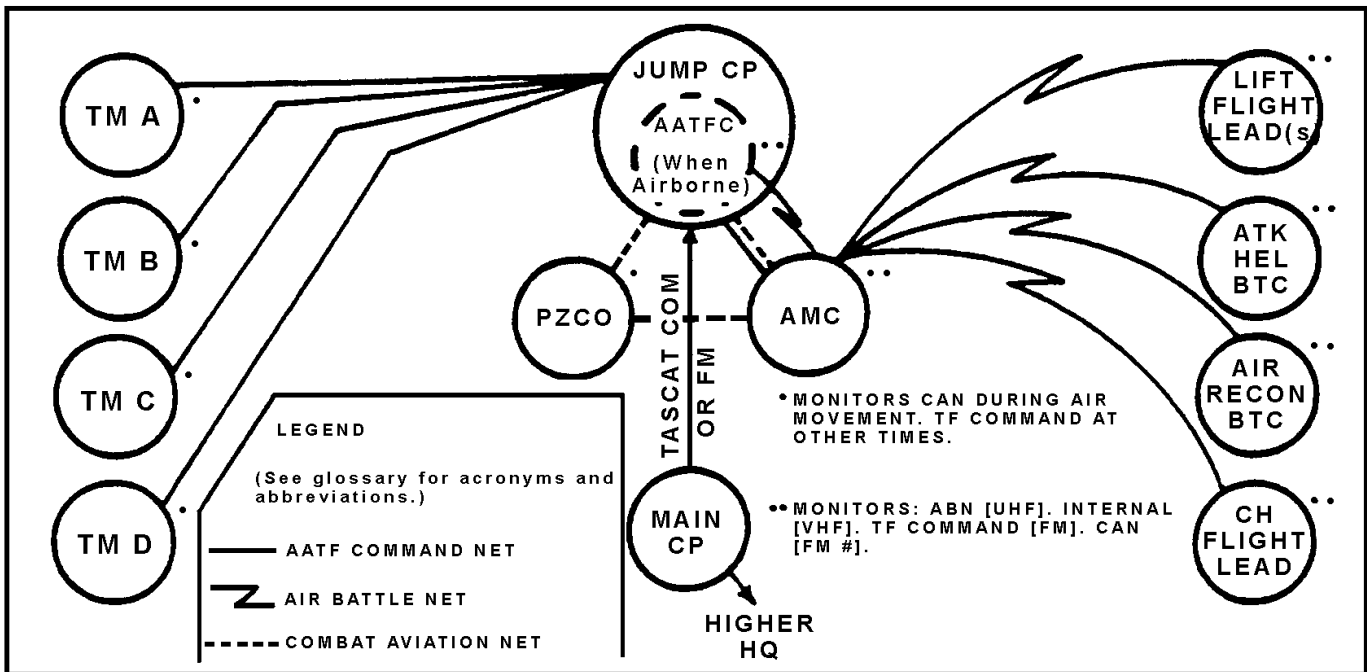 TM A
TM B
TM C
TM D
JUMP CP
AATFC
(When
Airborne)
PZCO
AMC
TASCAT COM
OR FM
MAIN
CP
HIGHER
HQ
LIFT
FLIGHT
LEAD(s)
ATK
HEL
BTC
AIR
RECON
BTC
CH
FLIGHT
LEAD
• MONITORS CAN DURING AIR
MOVEMENT. TF COMMAND AT
OTHER TIMES.
•• MONITORS: ABN [UHF]. INTERNAL
[VHF]. TF COMMAND [FM]. CAN
[FM #].
LEGEND
(See glossary for acronyms and
abbreviations.)
AATF COMMAND NET
AIR BATTLE NET
COMBAT AVIATION NET